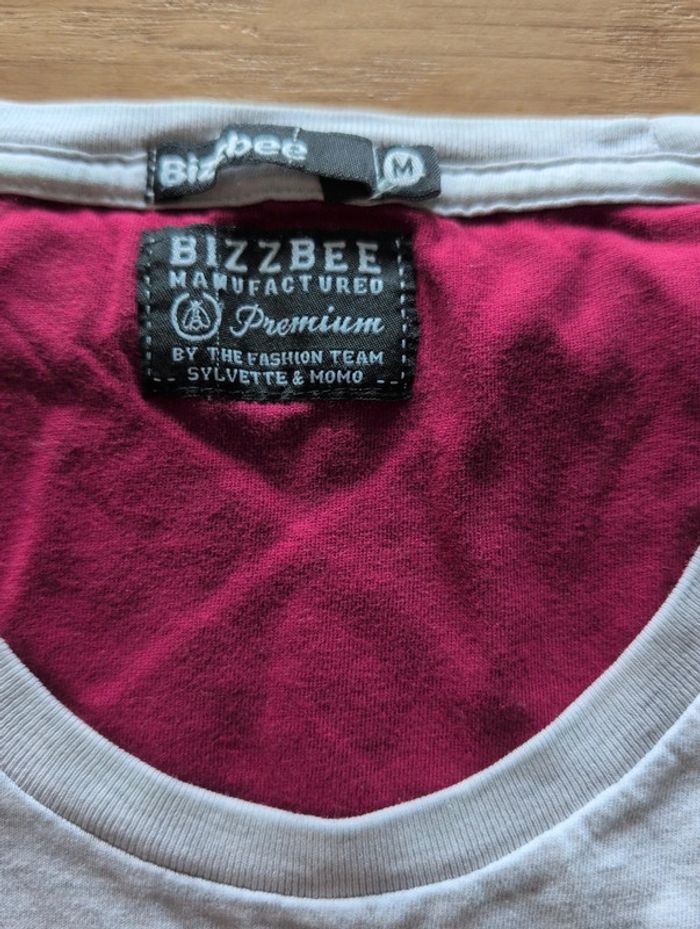 Bizzbee M
BIZZBEE
MANUFACTURED
Premium
BY THE FASHION TEAM
SYLVETTE & MOMO